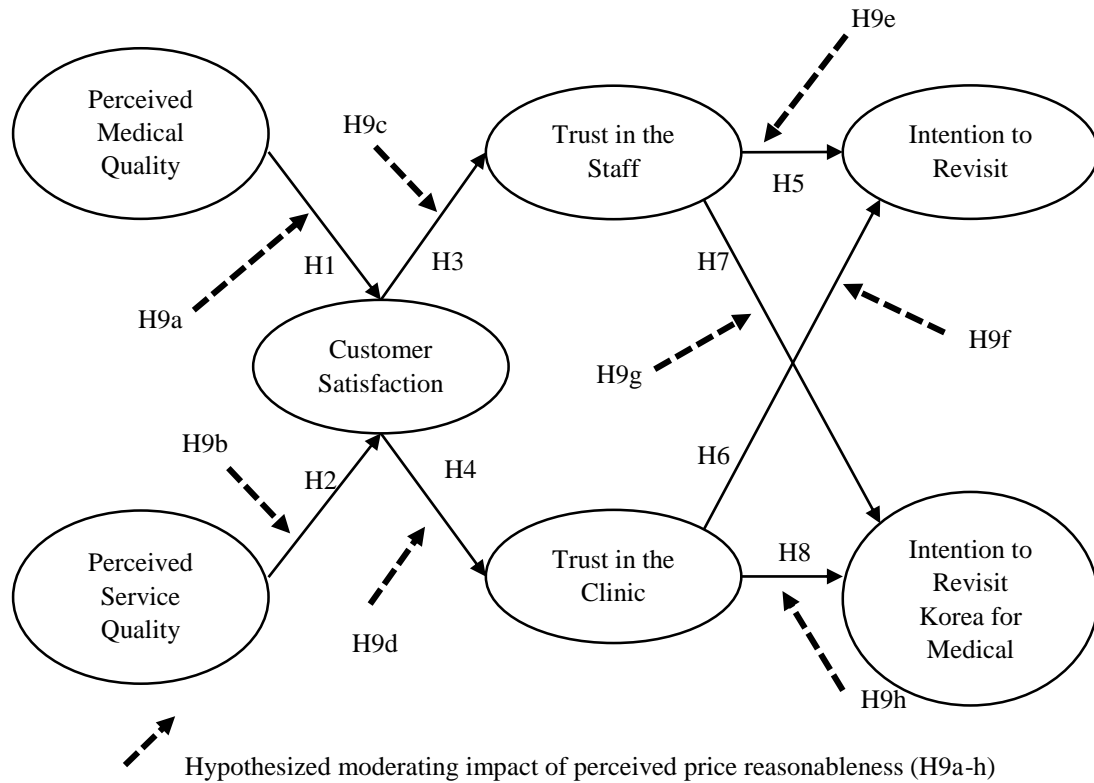 H9e
Perceived
Medical
Quality
H9c
Trust in the
Staff
Intention to
Revisit
H5
H1
H3
H7
H9a
Customer
Satisfaction
H9g
H9f
H9b
H2
H4
H6
Perceived
Service
Quality
Trust in the
Clinic
H8
Intention to
Revisit
Korea for
Medical
H9d
H9h
Hypothesized moderating impact of perceived price reasonableness (H9a-h)